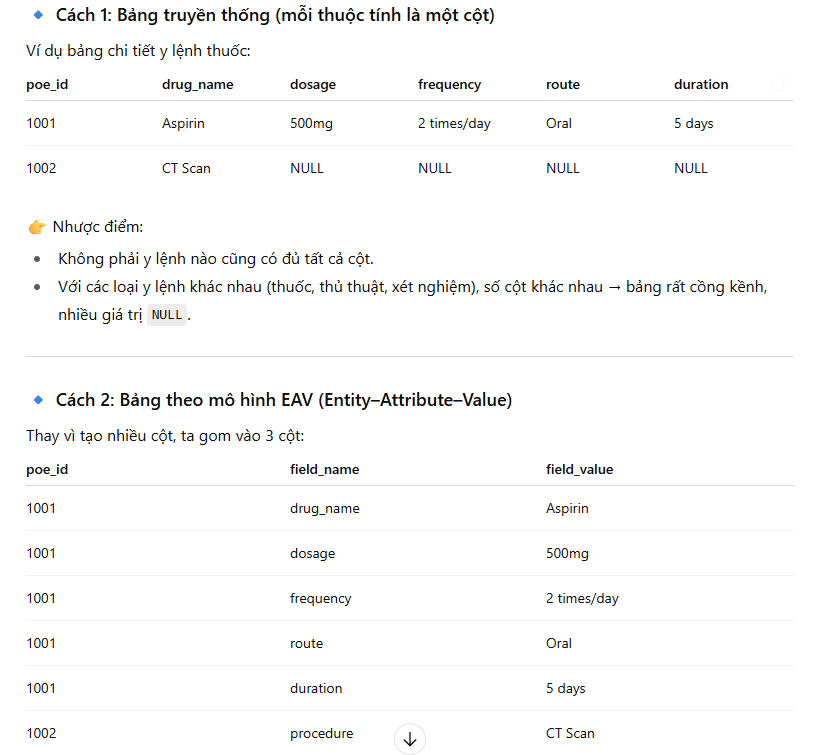 Cách 1: Bảng truyền thống (mỗi thuộc tính là một cột)
Ví dụ bảng chi tiết y lệnh thuốc:
poe_id drug_name dosage frequency route duration
1001 Aspirin 500mg 2 times/day Oral 5 days
1002 CT Scan NULL NULL NULL NULL
👉 Nhược điểm:
• Không phải y lệnh nào cũng có đủ tất cả cột.
• Với các loại y lệnh khác nhau (thuốc, thủ thuật, xét nghiệm), số cột khác nhau → bảng rất cồng kềnh,
nhiều giá trị NULL.
Cách 2: Bảng theo mô hình EAV (Entity–Attribute–Value)
Thay vì tạo nhiều cột, ta gom vào 3 cột:
poe_id field_name field_value
1001 drug_name Aspirin
1001 dosage 500mg
1001 frequency 2 times/day
1001 route Oral
1001 duration 5 days
1002 procedure CT Scan